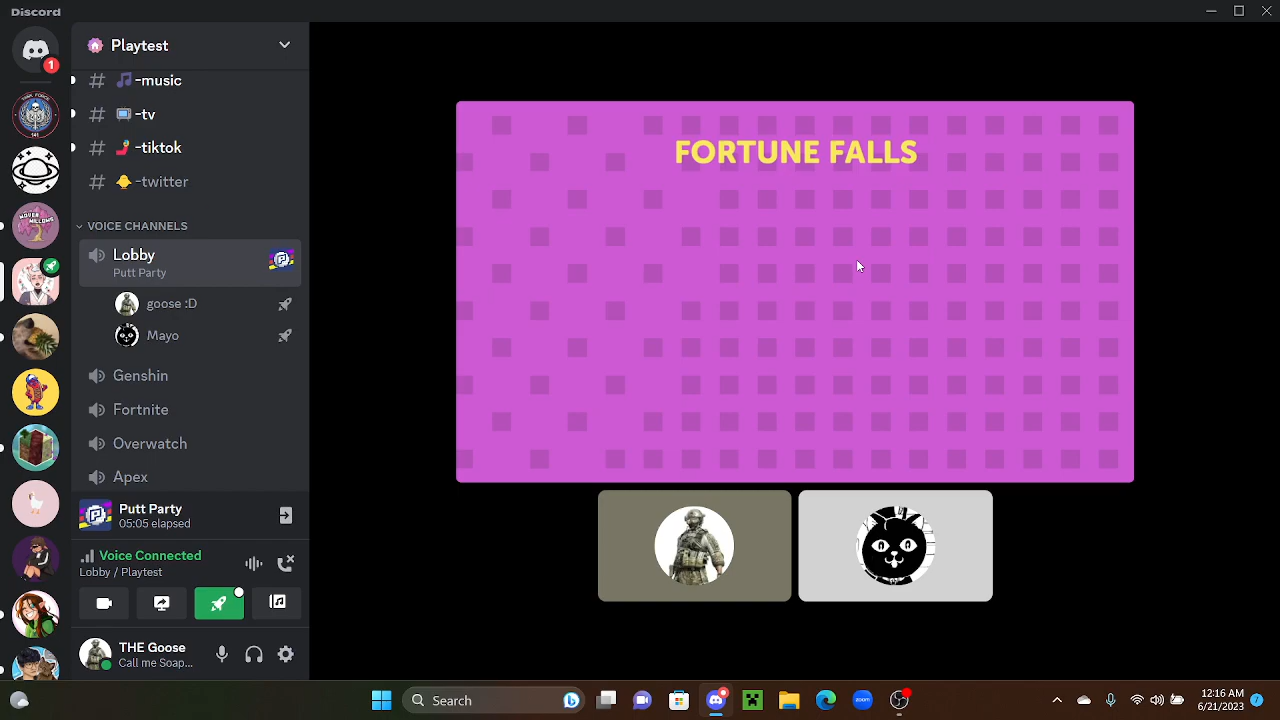 Discord
Playtest
1
# 🎵-music
# 📺-tv
# 💅-tiktok
# 🐤-twitter
VOICE CHANNELS
Lobby
Putt Party
goose :D
Mayo
Genshin
Fortnite
Overwatch
Apex
Putt Party
05:05 elapsed
Voice Connected
Lobby / Playtest
THE Goose
Call me Soap...
FORTUNE FALLS
Search
zoom
12:16 AM
6/21/2023